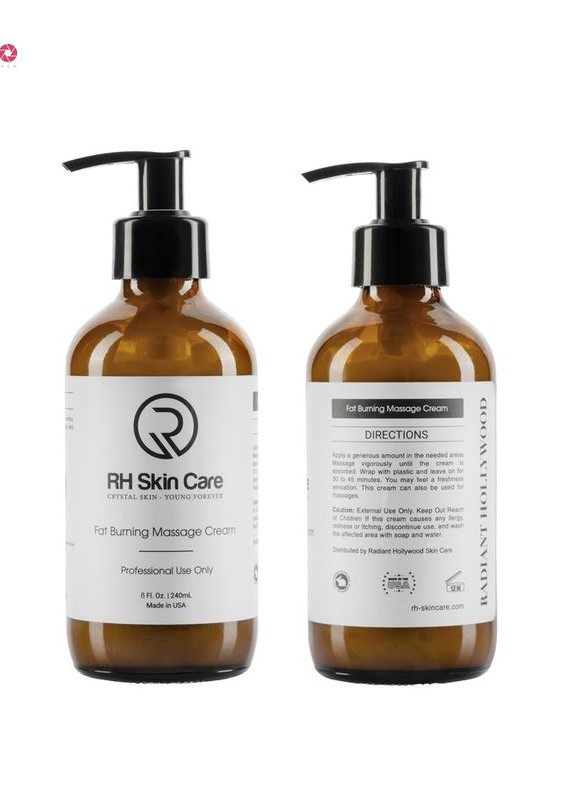 RH Skin Care
CRYSTAL SKIN - YOUNG FOREVER
Fat Burning Massage Cream
Professional Use Only
8 Fl. Oz. | 240mL
Made in USA
Fat Burning Massage Cream
DIRECTIONS
Apply a generous amount in the needed areas.
Massage vigorously until the cream is
absorbed. Wrap with plastic and leave on for
30 to 45 minutes. You may feel a freshness
sensation. This cream can also be used for
massages.
Caution: External Use Only. Keep Out Reach
of Children If this cream causes any llergy,
redness or itching, discontinue use, and wash
the affected area with soap and water.
Distributed by Radiant Hollywood Skin Care
MADE IN THE
USA
12 M
rh-skincare.com
RADIANT HOLLYWOOD